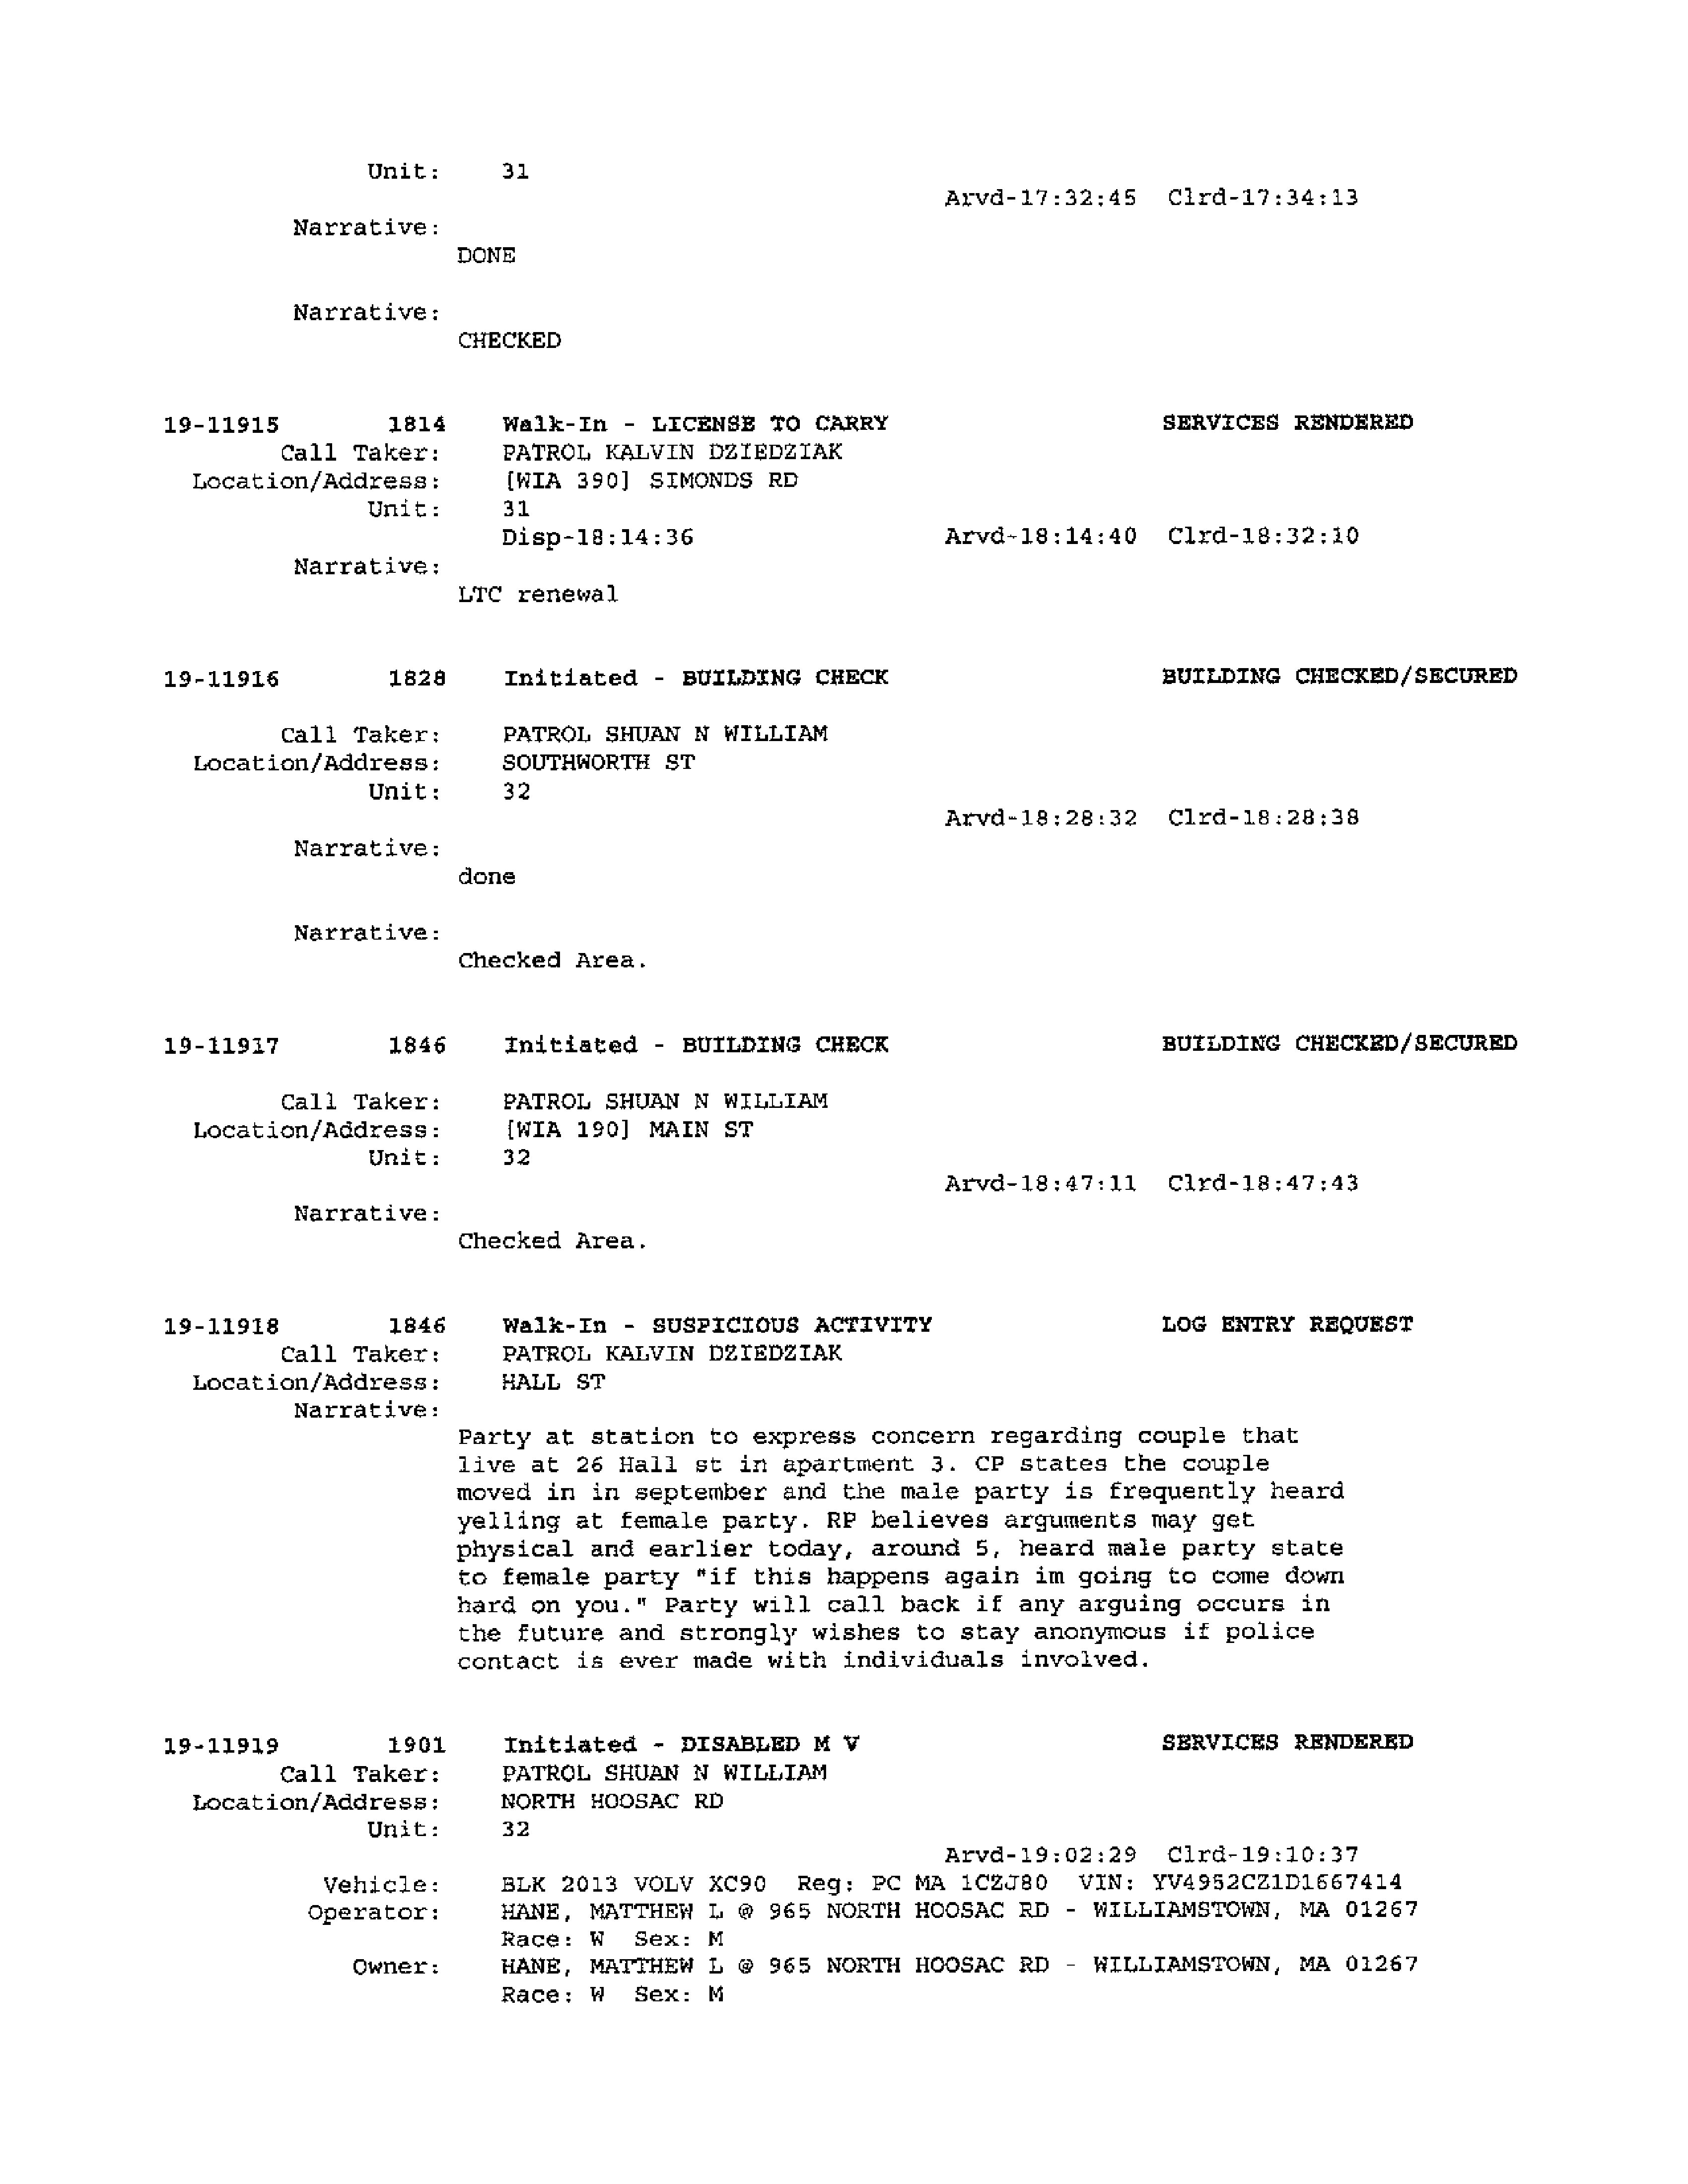 Unit: 31
Arvd-17:32:45 Clrd-17:34:13
Narrative:
DONE
Narrative:
CHECKED
19-11915 1814 Walk-In - LICENSE TO CARRY SERVICES RENDERED
Call Taker: PATROL KALVIN DZIEDZIAK
Location/Address: [WIA 390] SIMONDS RD
Unit: 31
Disp-18:14:36 Arvd-18:14:40 Clrd-18:32:10
Narrative:
LTC renewal
19-11916 1828 Initiated - BUILDING CHECK BUILDING CHECKED/SECURED
Call Taker: PATROL SHUAN N WILLIAM
Location/Address: SOUTHWORTH ST
Unit: 32
Arvd-18:28:32 Clrd-18:28:38
Narrative:
done
Narrative:
Checked Area.
19-11917 1846 Initiated - BUILDING CHECK BUILDING CHECKED/SECURED
Call Taker: PATROL SHUAN N WILLIAM
Location/Address: [WIA 190] MAIN ST
Unit: 32
Arvd-18:47:11 Clrd-18:47:43
Narrative:
Checked Area.
19-11918 1846 Walk-In - SUSPICIOUS ACTIVITY LOG ENTRY REQUEST
Call Taker: PATROL KALVIN DZIEDZIAK
Location/Address: HALL ST
Narrative:
Party at station to express concern regarding couple that
live at 26 Hall st in apartment 3. CP states the couple
moved in in september and the male party is frequently heard
yelling at female party. RP believes arguments may get
physical and earlier today, around 5, heard male party state
to female party "if this happens again im going to come down
hard on you." Party will call back if any arguing occurs in
the future and strongly wishes to stay anonymous if police
contact is ever made with individuals involved.
19-11919 1901 Initiated - DISABLED M V SERVICES RENDERED
Call Taker: PATROL SHUAN N WILLIAM
Location/Address: NORTH HOOSAC RD
Unit: 32
Arvd-19:02:29 Clrd-19:10:37
Vehicle: BLK 2013 VOLV XC90 Reg: PC MA 1CZJ80 VIN: YV4952CZ1D1667414
Operator: HANE, MATTHEW L @ 965 NORTH HOOSAC RD - WILLIAMSTOWN, MA 01267
Race: W Sex: M
Owner: HANE, MATTHEW L @ 965 NORTH HOOSAC RD - WILLIAMSTOWN, MA 01267
Race: W Sex: M